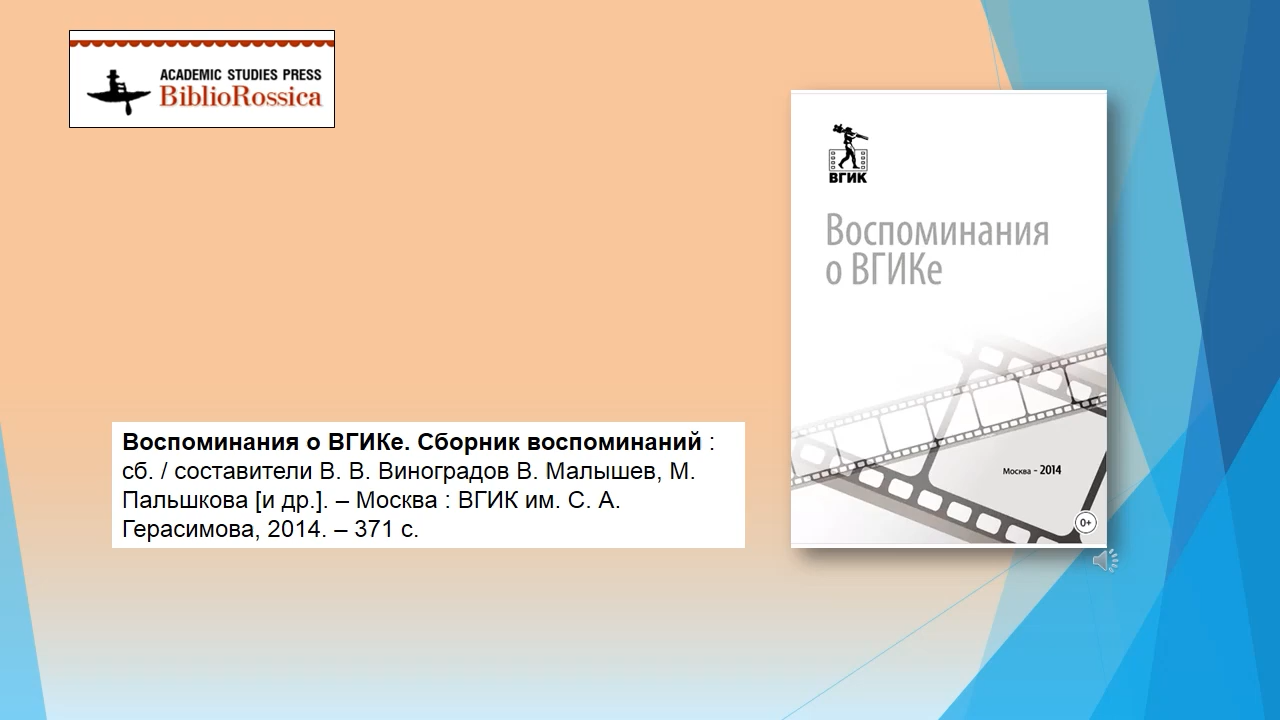 ACADEMIC STUDIES PRESS
BiblioRossica
ВГИК
Воспоминания
о ВГИКе
Москва – 2014
0+
Воспоминания о ВГИКе. Сборник воспоминаний :
сб. / составители В. В. Виноградов В. Малышев, М.
Пальшкова [и др.]. – Москва : ВГИК им. С. А.
Герасимова, 2014. – 371 с.